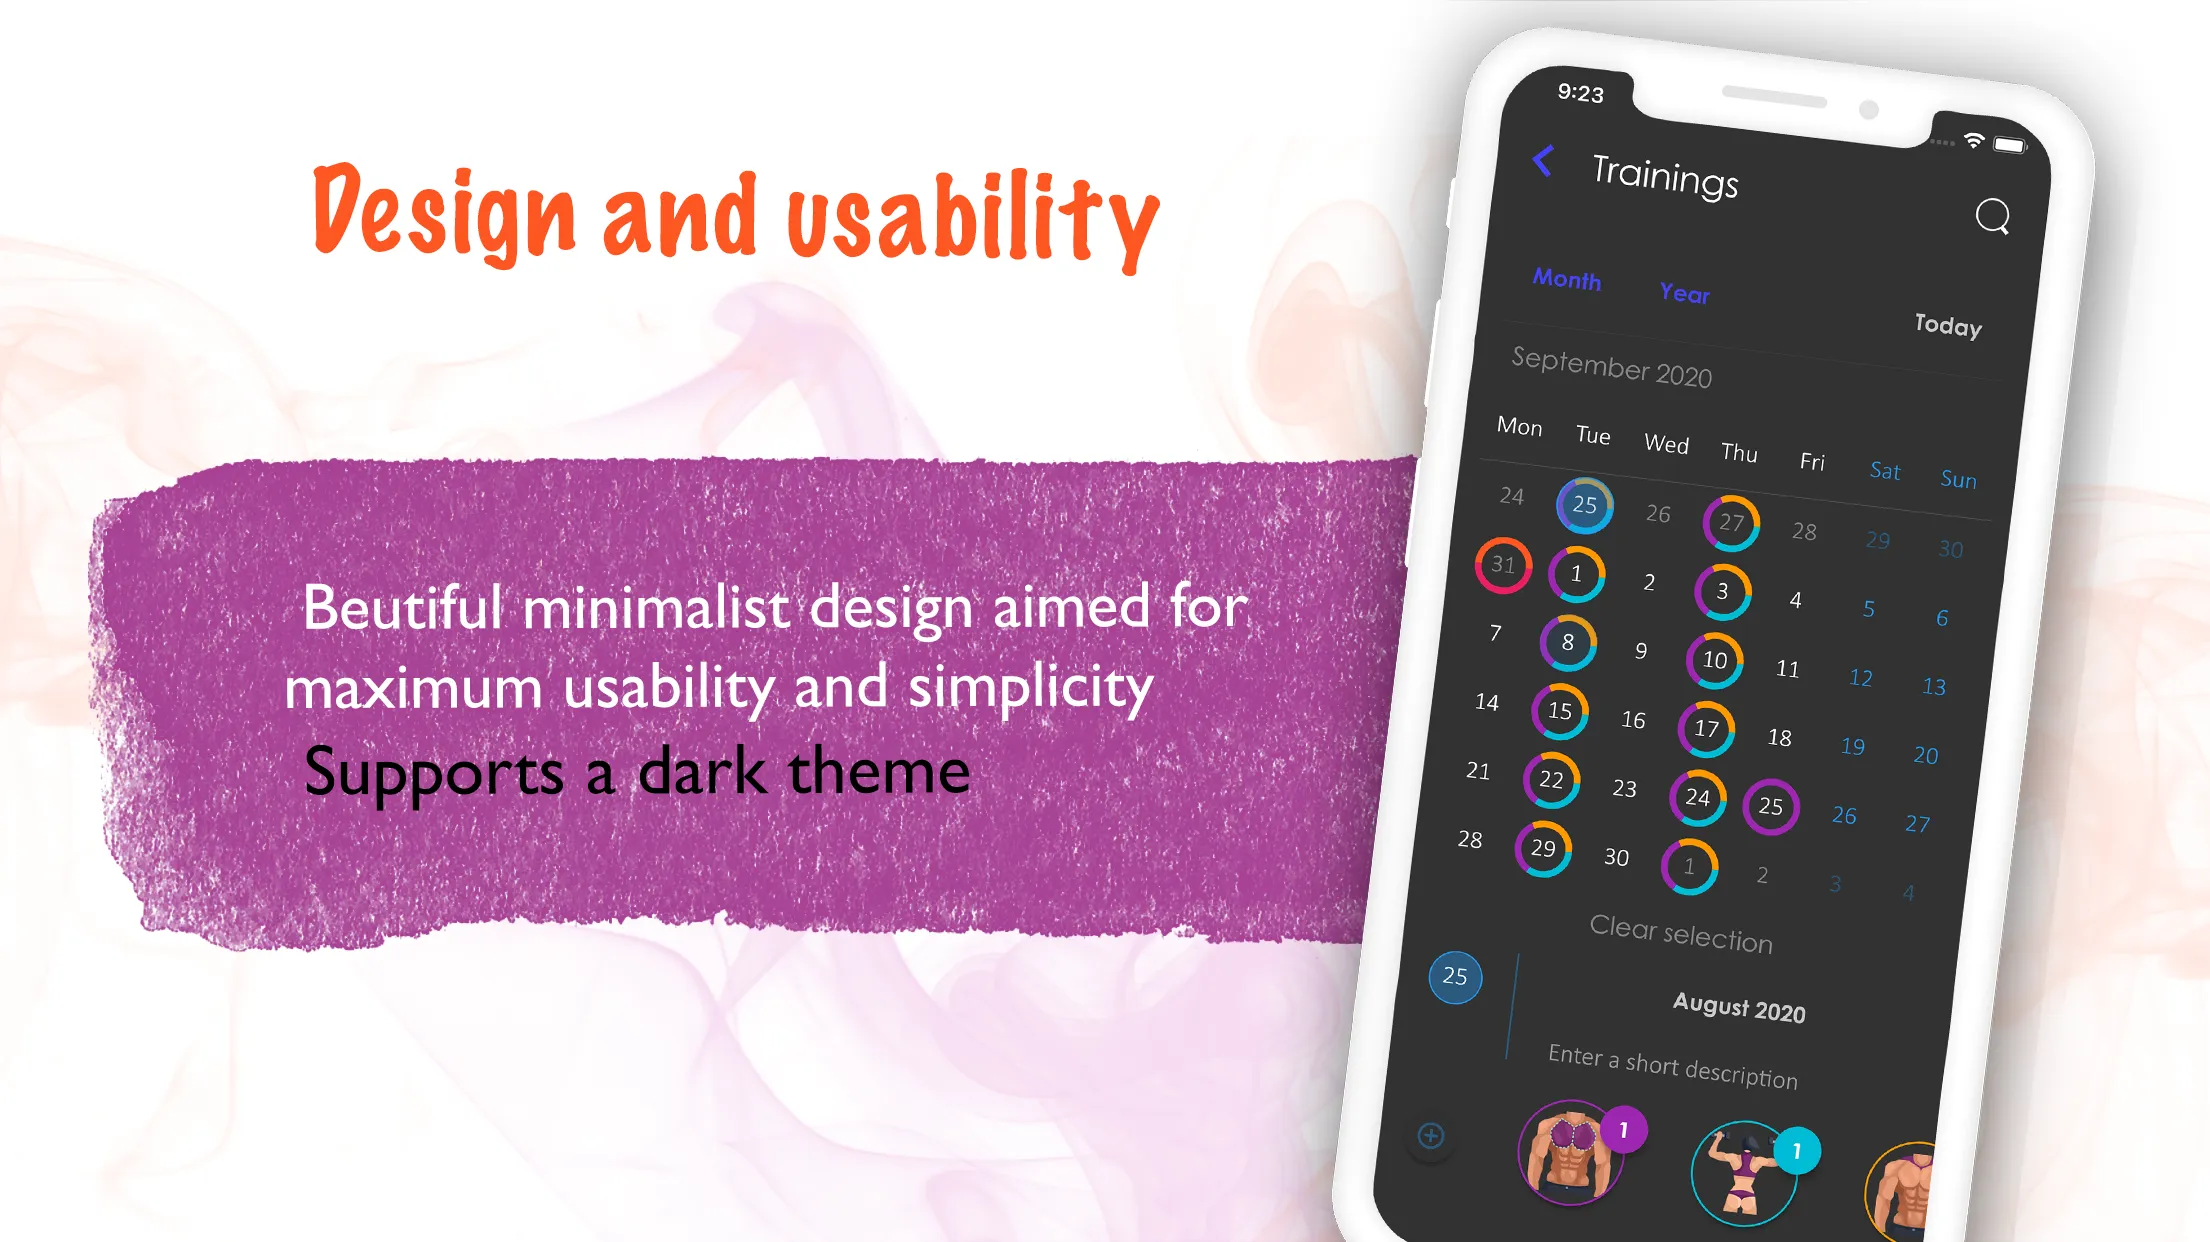 Design and usability
Beutiful minimalist design aimed for
maximum usability and simplicity
Supports a dark theme
9:23
Trainings
Month Year Today
September 2020
Mon Tue Wed Thu Fri Sat Sun
24 25 26 27 28 29 30
31 1 2 3 4 5 6
7 8 9 10 11 12 13
14 15 16 17 18 19 20
21 22 23 24 25 26 27
28 29 30 1 2 3 4
Clear selection
25
August 2020
Enter a short description
1
1